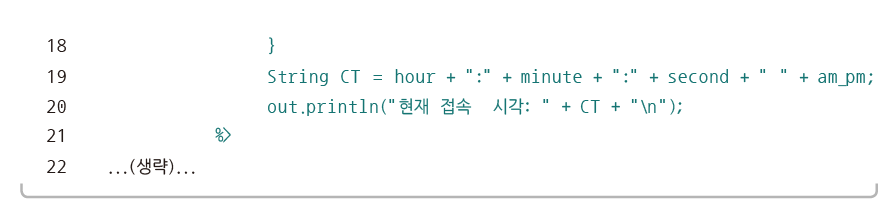 18 }
19 String CT = hour + ":" + minute + ":" + second + " " + am_pm;
20 out.println("현재 접속  시각: " + CT + "\n");
21 %>
22 ...(생략)...